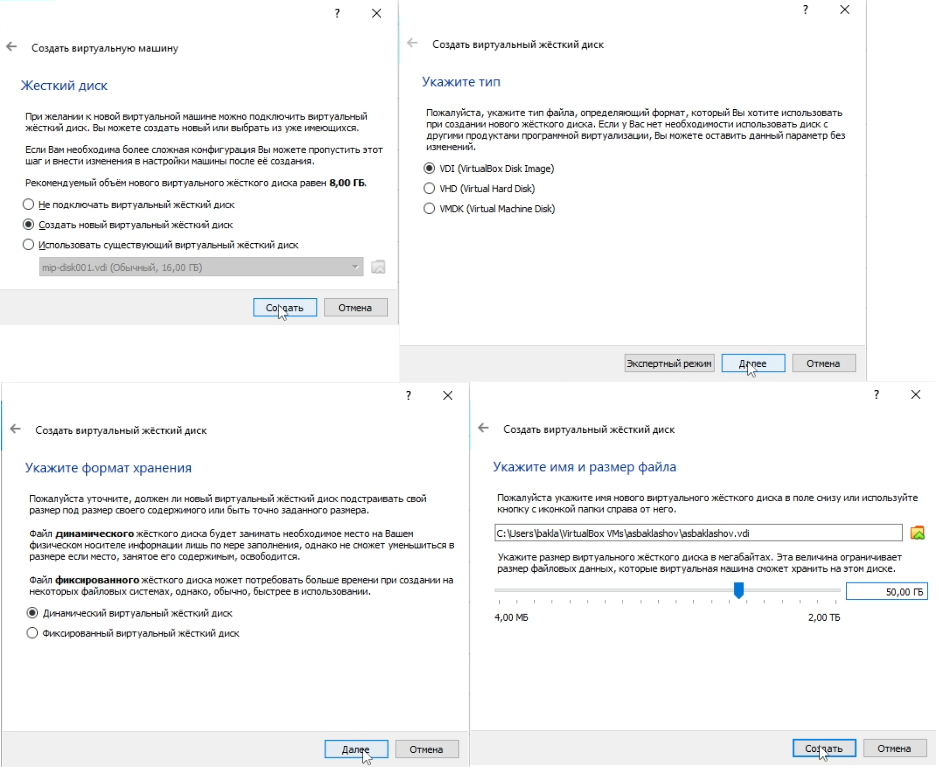 ?
Создать виртуальную машину
Жесткий диск
При желании к новой виртуальной машине можно подключить виртуальный
жёсткий диск. Вы можете создать новый или выбрать из уже имеющихся.
Если Вам необходима более сложная конфигурация Вы можете пропустить этот
шаг и внести изменения в настройки машины после её создания.
Рекомендуемый объём нового виртуального жёсткого диска равен 8,00 ГБ.
Не подключать виртуальный жёсткий диск
Создать новый виртуальный жёсткий диск
Использовать существующий виртуальный жёсткий диск
mip-disk001.vdi (Обычный, 16,00 ГБ)
Создать
Отмена
?
Создать виртуальный жёсткий диск
Укажите тип
Пожалуйста, укажите тип файла, определяющий формат, который Вы хотите использовать
при создании нового жёсткого диска. Если у Вас нет необходимости использовать диск с
другими продуктами программной виртуализации, Вы можете оставить данный параметр без
изменений.
VDI (VirtualBox Disk Image)
VHD (Virtual Hard Disk)
VMDK (Virtual Machine Disk)
Экспертный режим
Далее
Отмена
?
Создать виртуальный жёсткий диск
Укажите формат хранения
Пожалуйста уточните, должен ли новый виртуальный жёсткий диск подстраивать свой
размер под размер своего содержимого или быть точно заданного размера.
Файл динамического жёсткого диска будет занимать необходимое место на Вашем
физическом носителе информации лишь по мере заполнения, однако не сможет уменьшиться в
размере если место, занятое его содержимым, освободится.
Файл фиксированного жёсткого диска может потребовать больше времени при создании на
некоторых файловых системах, однако, обычно, быстрее в использовании.
Динамический виртуальный жёсткий диск
Фиксированный виртуальный жёсткий диск
Далее
Отмена
?
Создать виртуальный жёсткий диск
Укажите имя и размер файла
Пожалуйста укажите имя нового виртуального жёсткого диска в поле снизу или используйте
кнопку с иконкой папки справа от него.
C:\Users\bakla\VirtualBox VMs\asbaklashov\asbaklashov.vdi
Укажите размер виртуального жёсткого диска в мегабайтах. Эта величина ограничивает
размер файловых данных, которые виртуальная машина сможет хранить на этом диске.
50,00 ГБ
4,00 МБ
2,00 ТБ
Создать
Отмена